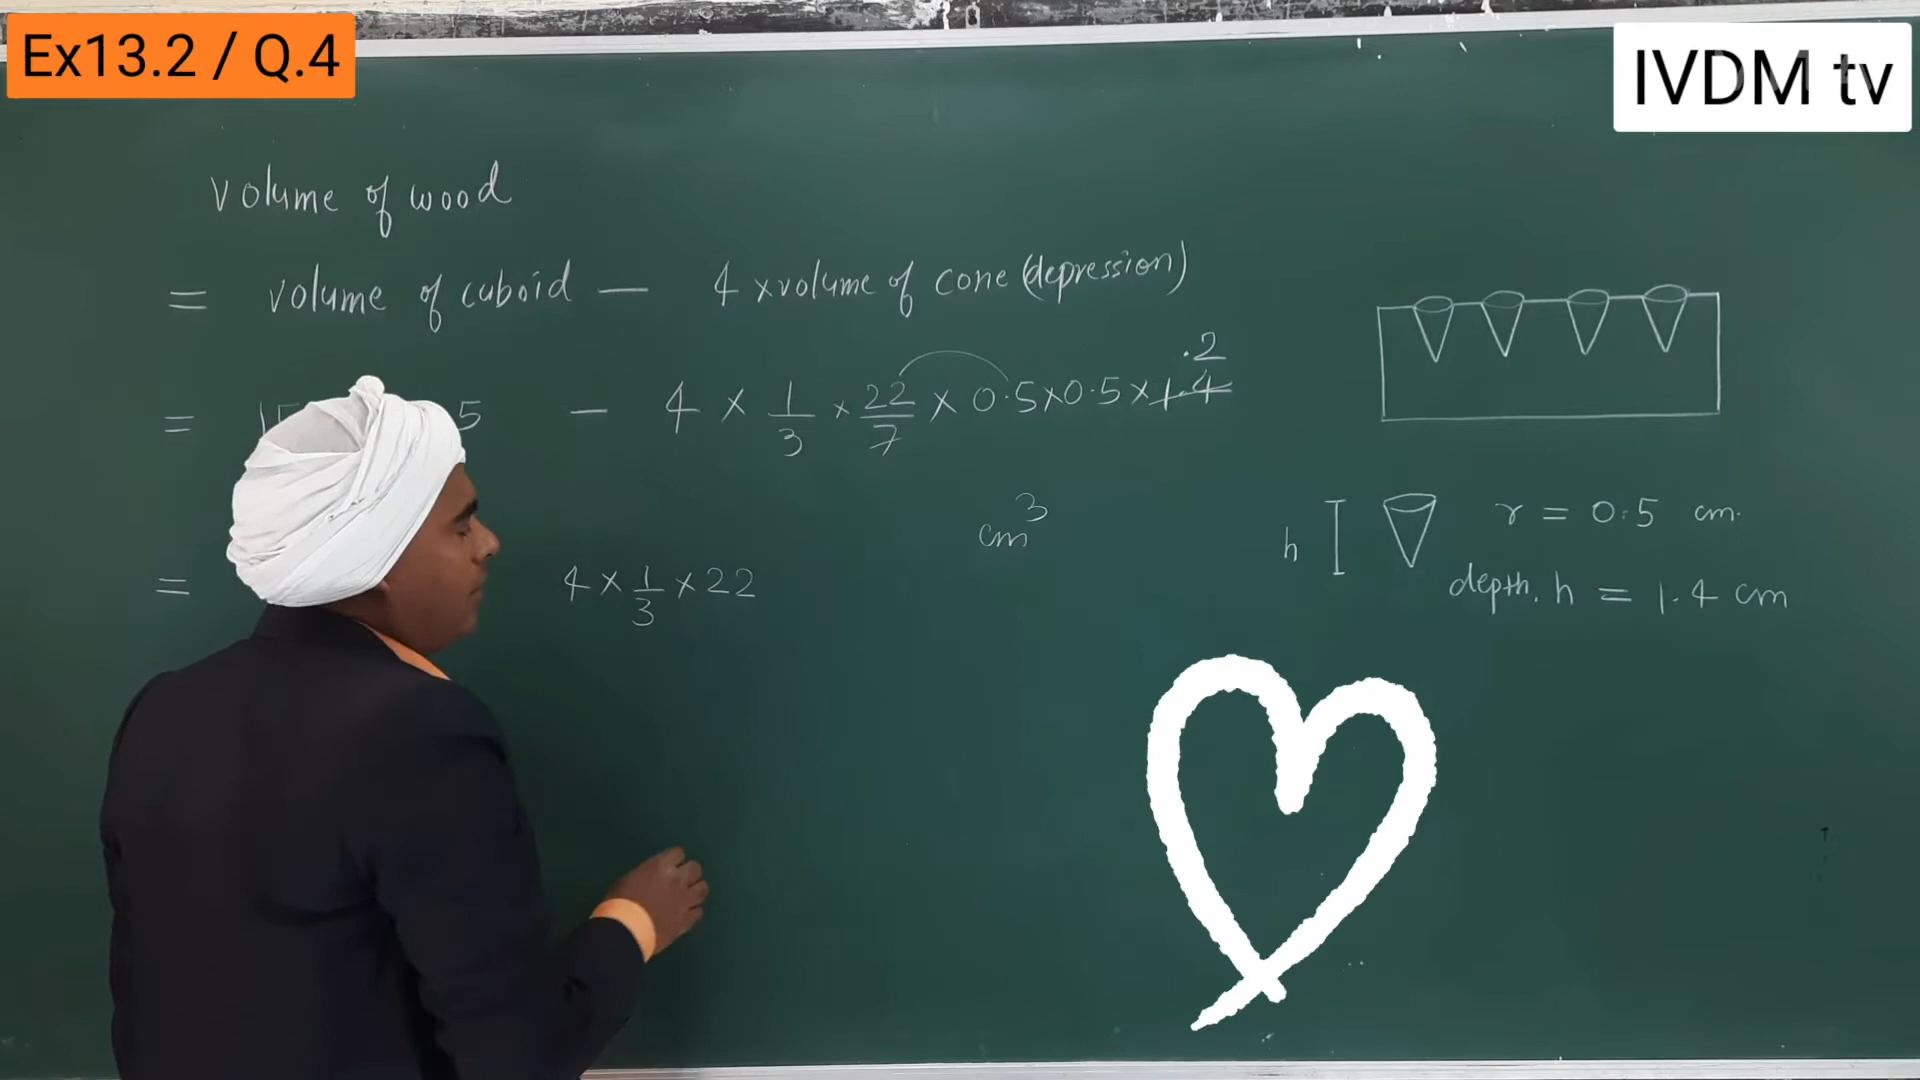 Ex13.2 / Q.4
IVDM tv
volume of wood
= volume of cuboid — 4 x volume of cone (depression)
.2
= 15 5 — 4 × 1/3 × 22/7 × 0.5×0.5×1.4
cm³
= 4 × 1/3 × 22
h r = 0.5 cm.
depth. h = 1.4 cm